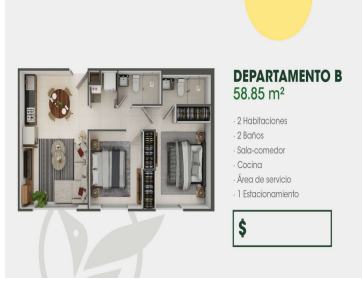 DEPARTAMENTO B
58.85 m²
· 2 Habitaciones
· 2 Baños
· Sala-comedor
· Cocina
· Área de servicio
· 1 Estacionamiento
$